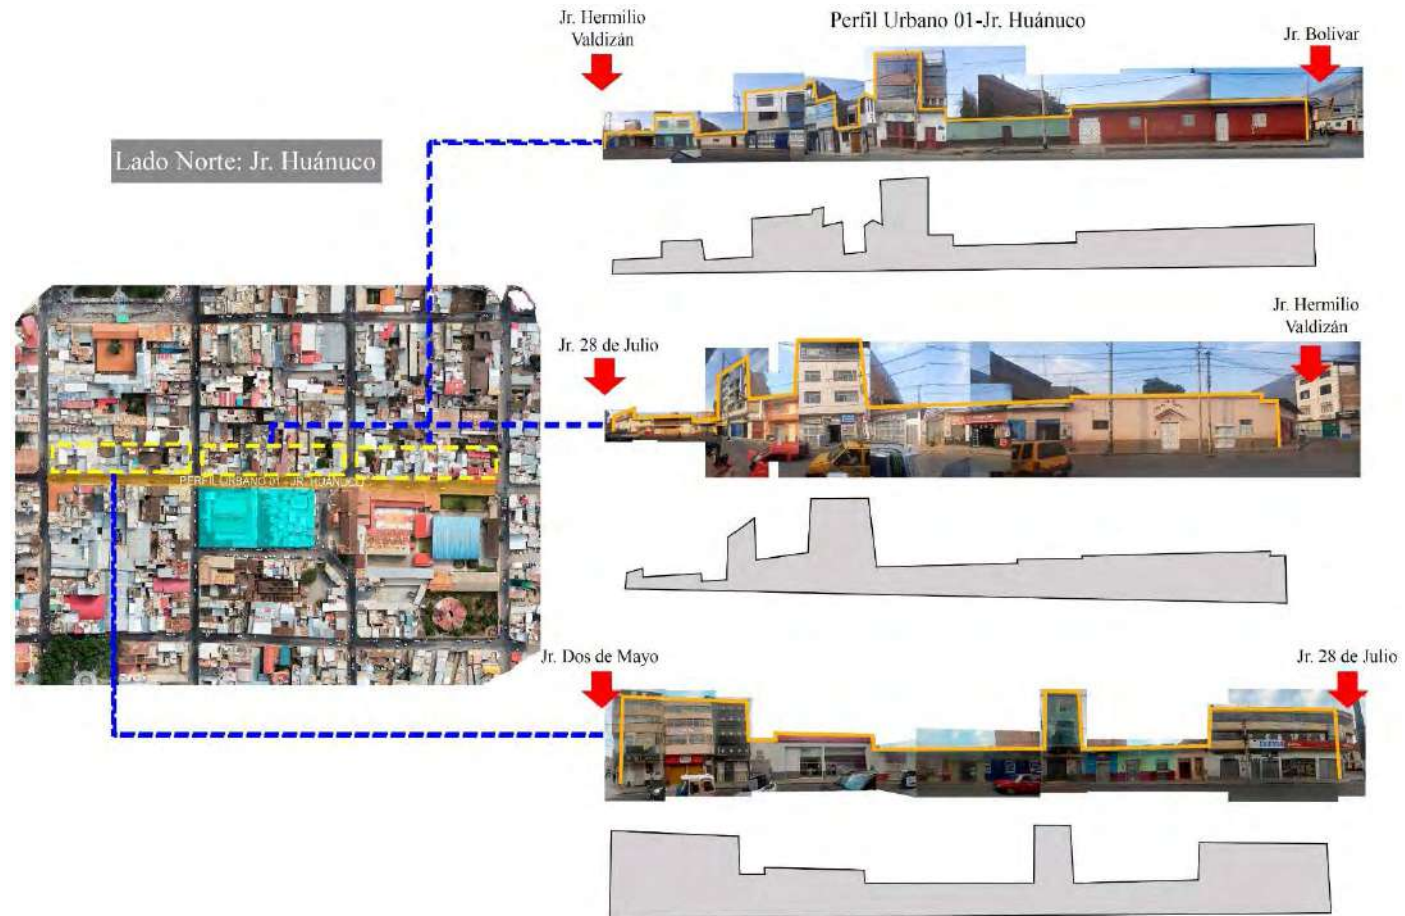 Jr. Hermilio
Valdizán
Perfil Urbano 01-Jr. Huánuco
Jr. Bolivar
Lado Norte: Jr. Huánuco
Jr. 28 de Julio
Jr. Hermilio
Valdizán
PERFIL URBANO 01 - JR. HUÁNUCO
Jr. Dos de Mayo
Jr. 28 de Julio